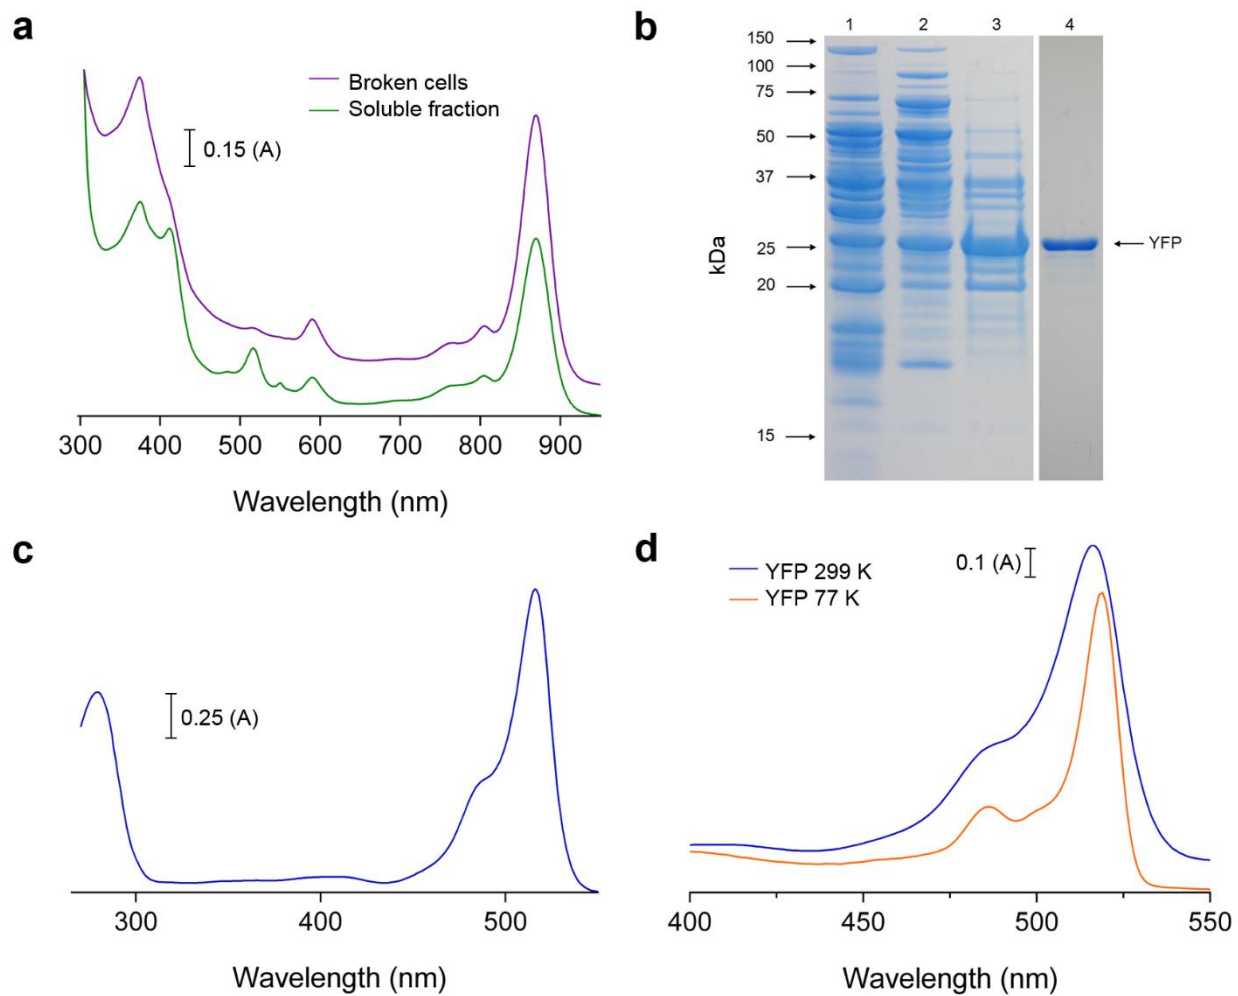 a
Broken cells
Soluble fraction
0.15 (A)
300 400 500 600 700 800 900
Wavelength (nm)
b
1 2 3 4
150
100
75
50
37
25
20
15
kDa
YFP
c
0.25 (A)
300 400 500
Wavelength (nm)
d
YFP 299 K
YFP 77 K
0.1 (A)
400 450 500 550
Wavelength (nm)